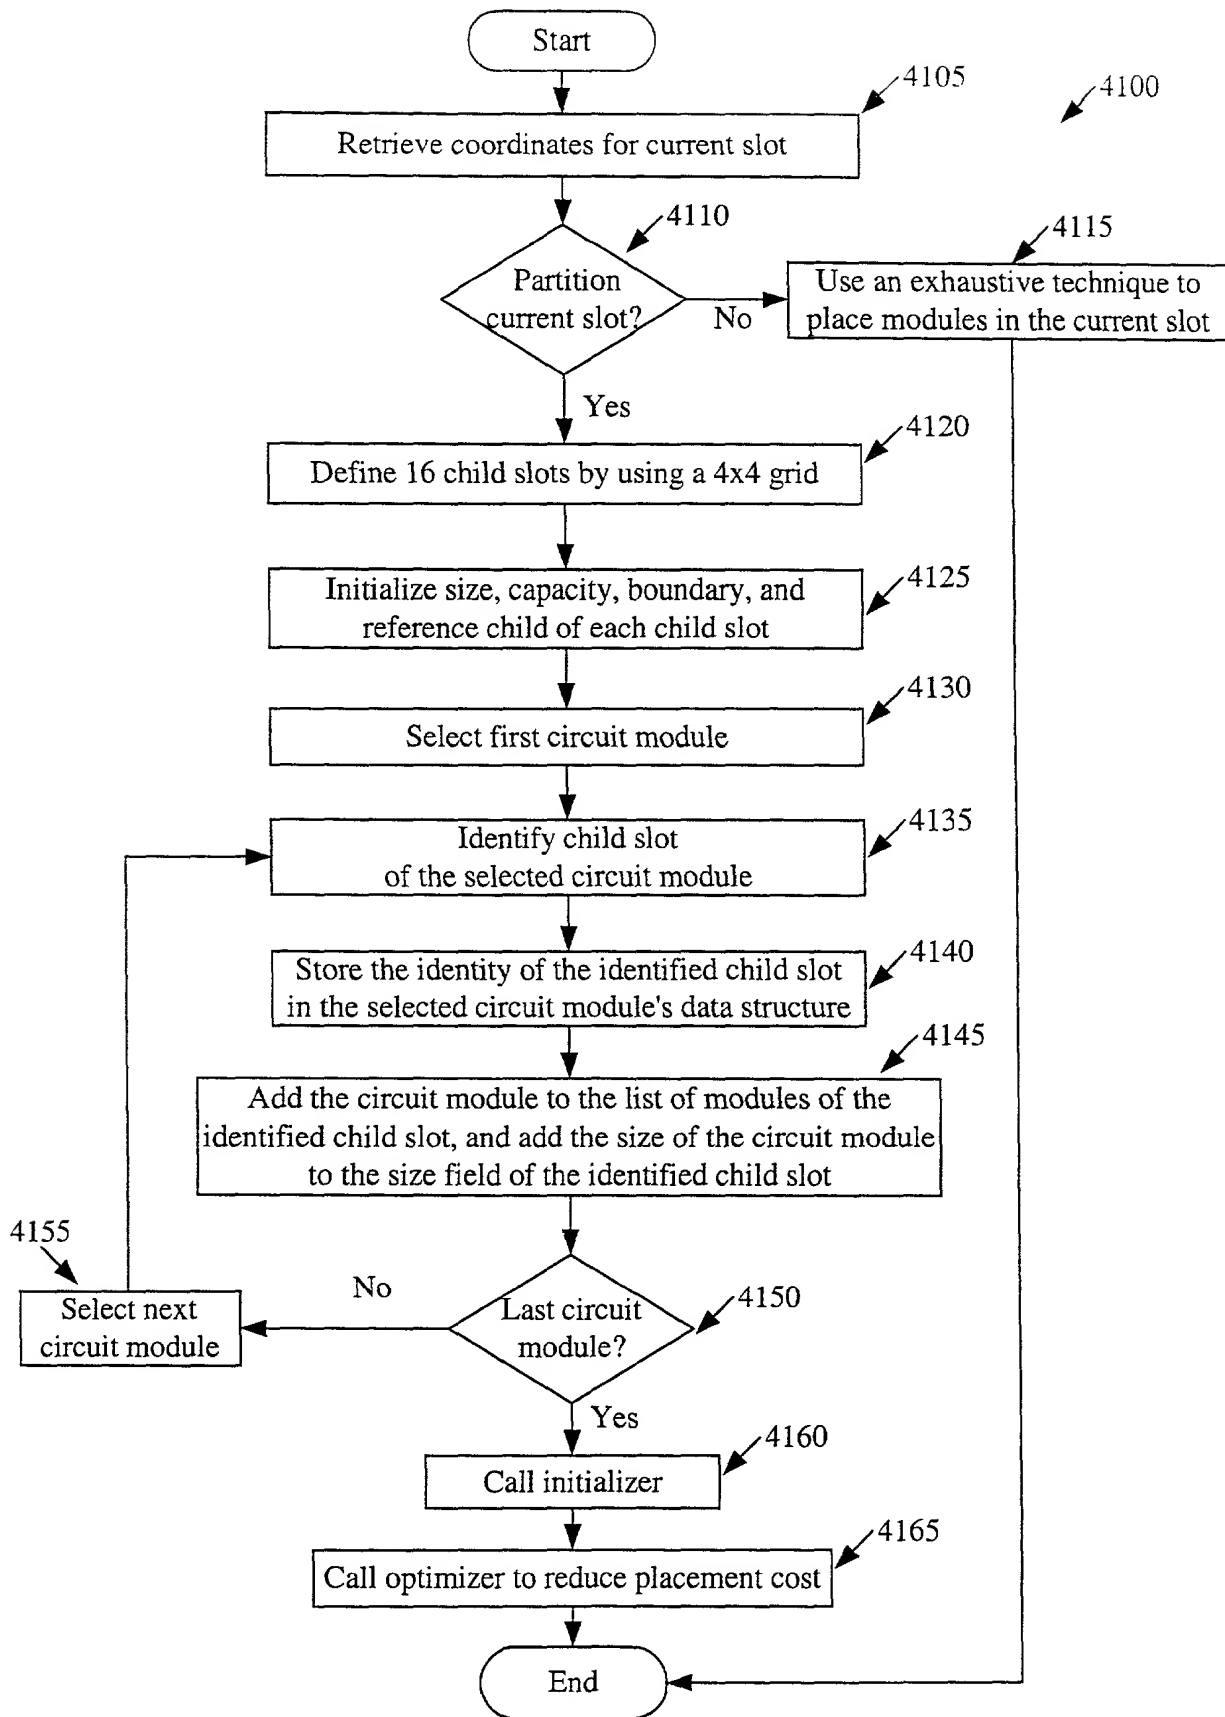 Start
4105
4100
Retrieve coordinates for current slot
4110
4115
Partition
current slot?
No
Use an exhaustive technique to
place modules in the current slot
Yes
4120
Define 16 child slots by using a 4x4 grid
4125
Initialize size, capacity, boundary, and
reference child of each child slot
4130
Select first circuit module
4135
Identify child slot
of the selected circuit module
4140
Store the identity of the identified child slot
in the selected circuit module's data structure
4145
Add the circuit module to the list of modules of the
identified child slot, and add the size of the circuit module
to the size field of the identified child slot
4155
No
4150
Select next
circuit module
Last circuit
module?
Yes
4160
Call initializer
4165
Call optimizer to reduce placement cost
End